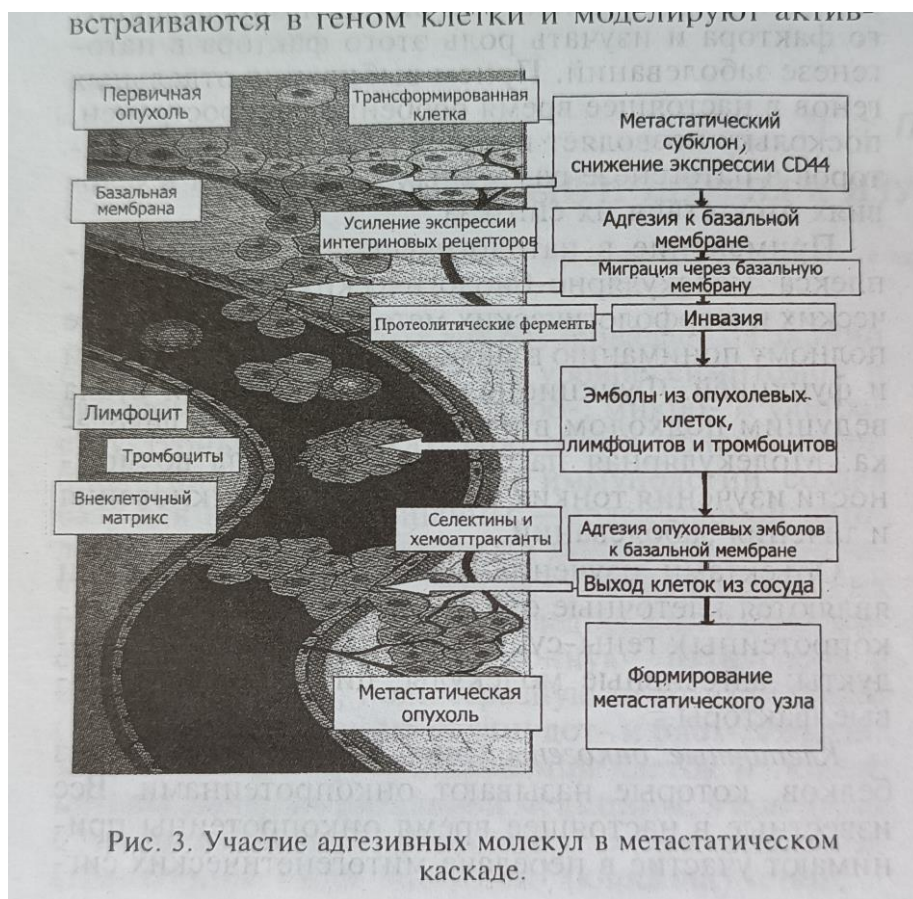 встраиваются в геном клетки и моделируют актив-
Первичная
опухоль
Трансформированная
клетка
Базальная
мембрана
Усиление экспрессии
интегриновых рецепторов
Протеолитические ферменты
Лимфоцит
Тромбоциты
Внеклеточный
матрикс
Селектины и
хемоаттрактанты
Метастатическая
опухоль
Метастатический
субклон,
снижение экспрессии CD44
Адгезия к базальной
мембране
Миграция через базальную
мембрану
Инвазия
Эмболы из опухолевых
клеток,
лимфоцитов и тромбоцитов
Адгезия опухолевых эмболов
к базальной мембране
Выход клеток из сосуда
Формирование
метастатического узла
Рис. 3. Участие адгезивных молекул в метастатическом
каскаде.